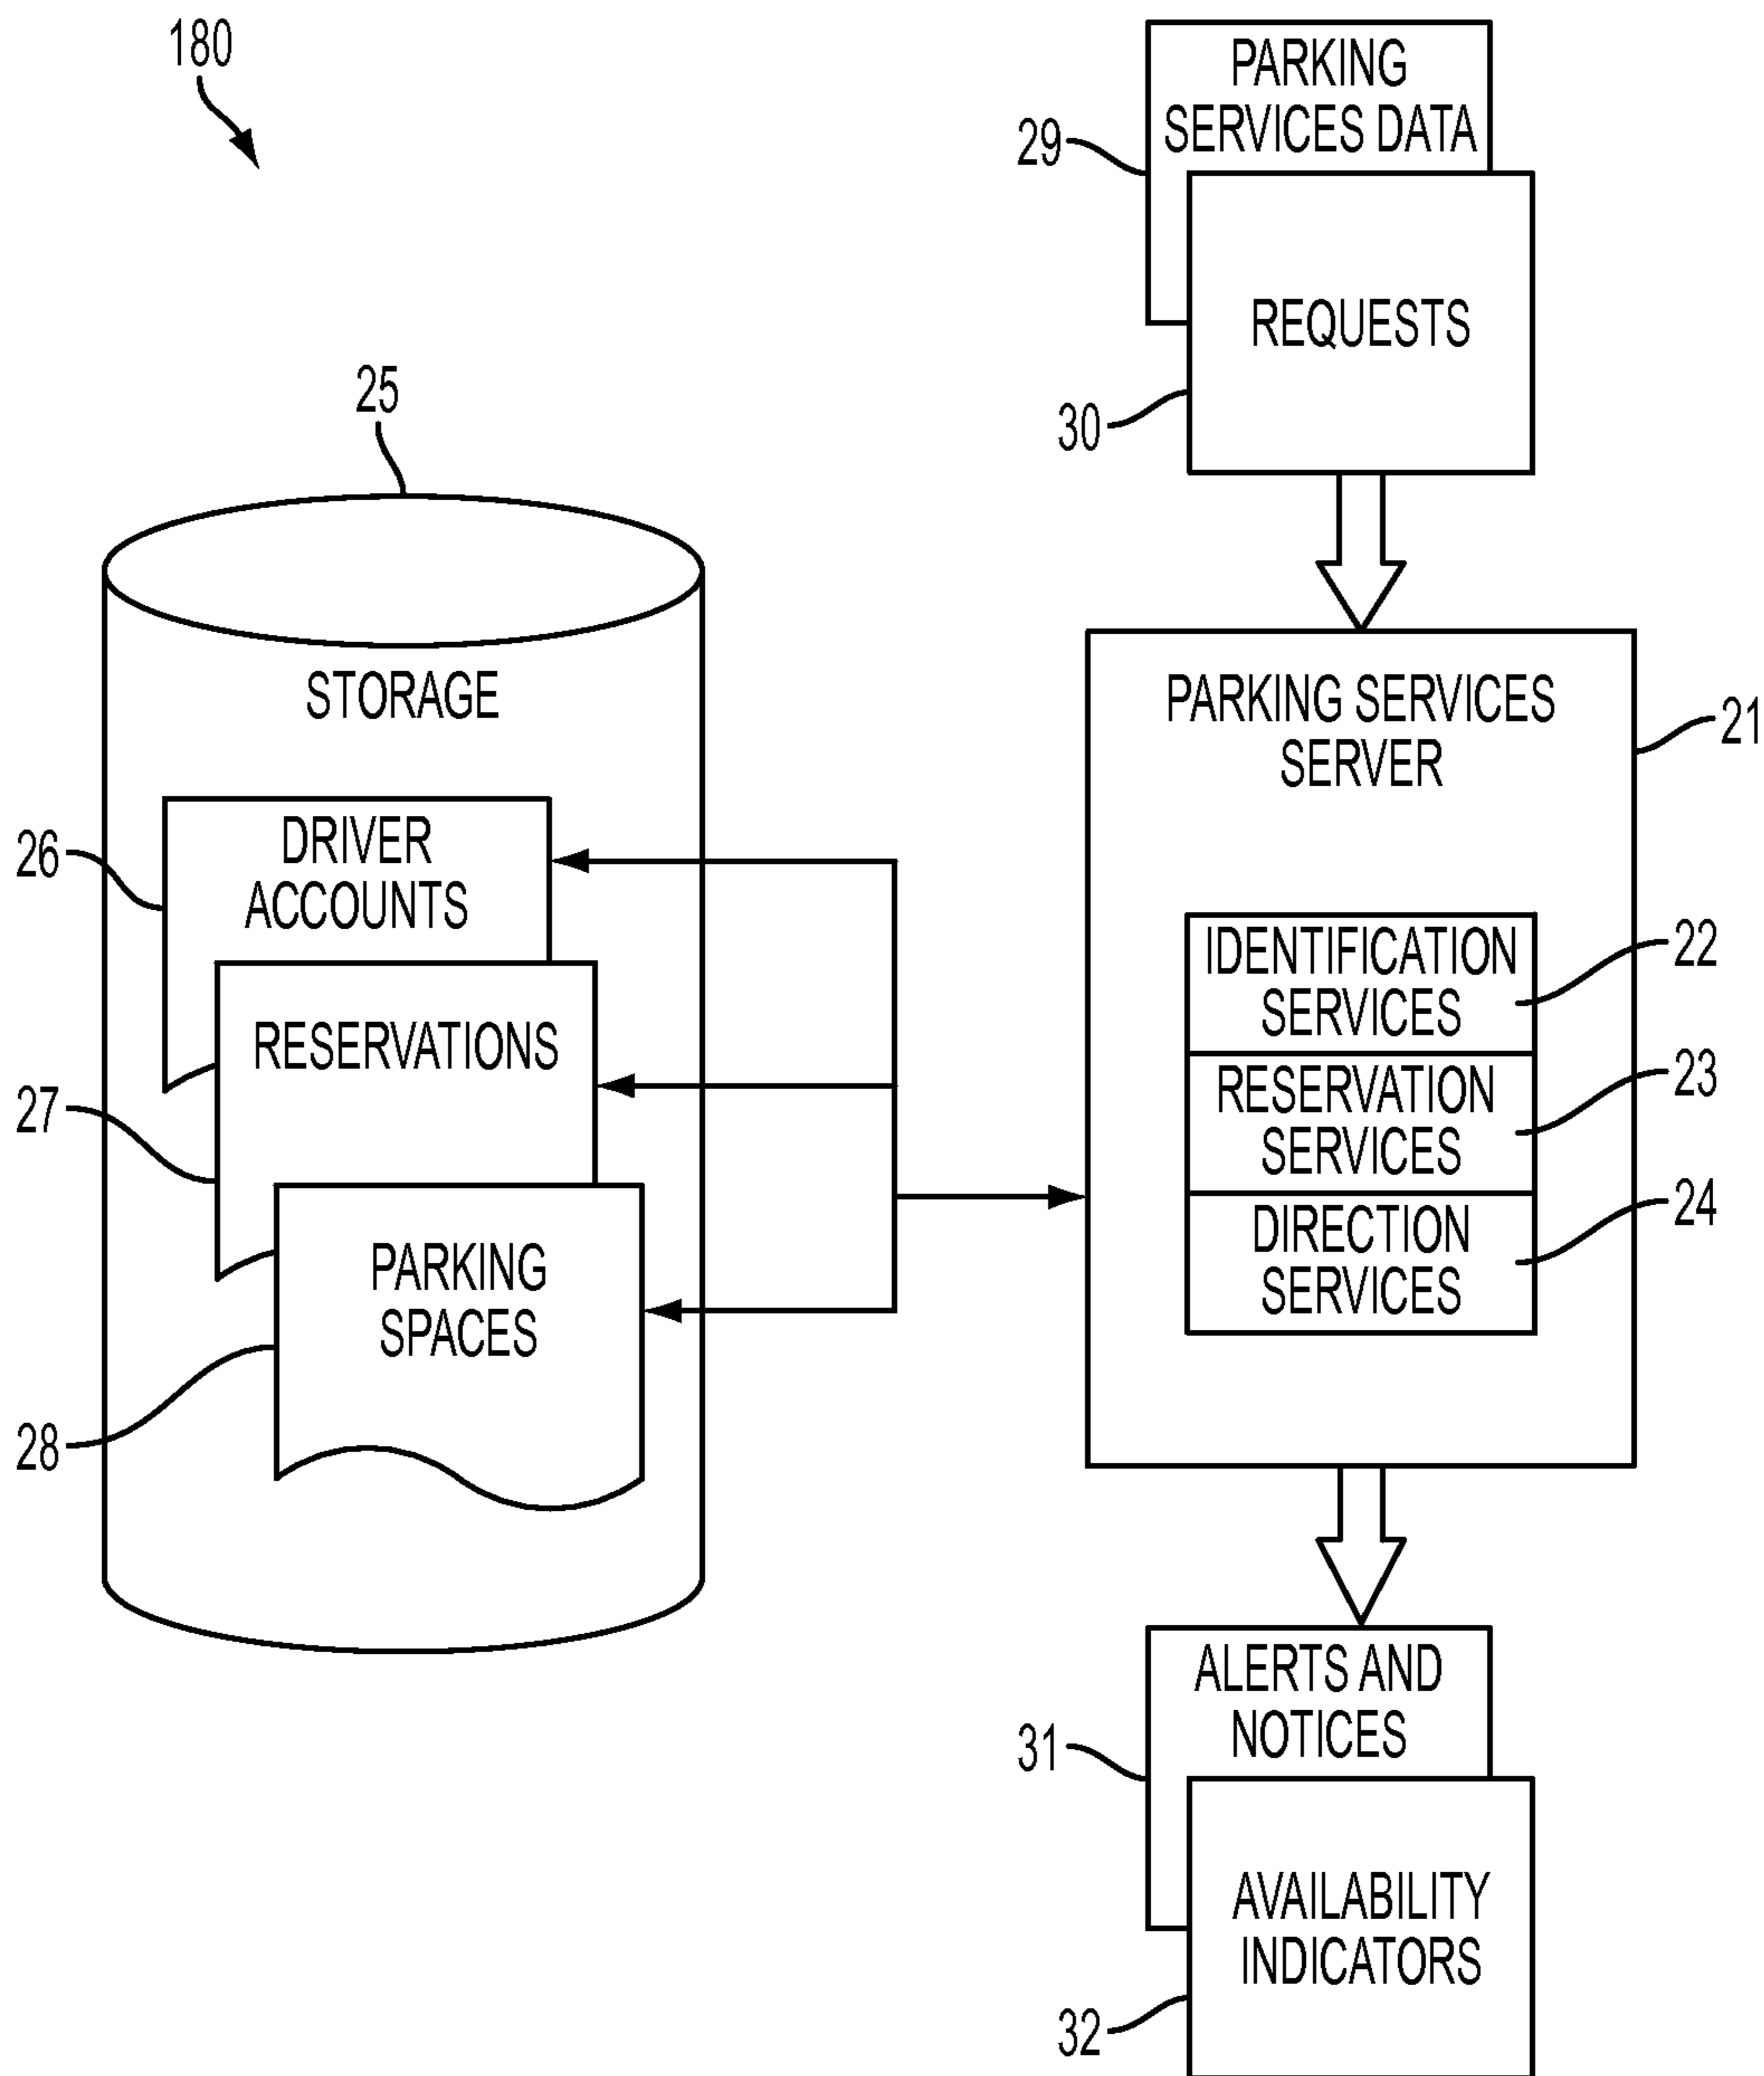 180
PARKING
SERVICES DATA
29
REQUESTS
30
25
STORAGE
PARKING SERVICES
SERVER
21
26
DRIVER
ACCOUNTS
IDENTIFICATION
SERVICES
22
RESERVATIONS
27
RESERVATION
SERVICES
23
DIRECTION
SERVICES
24
PARKING
SPACES
28
ALERTS AND
NOTICES
31
AVAILABILITY
INDICATORS
32